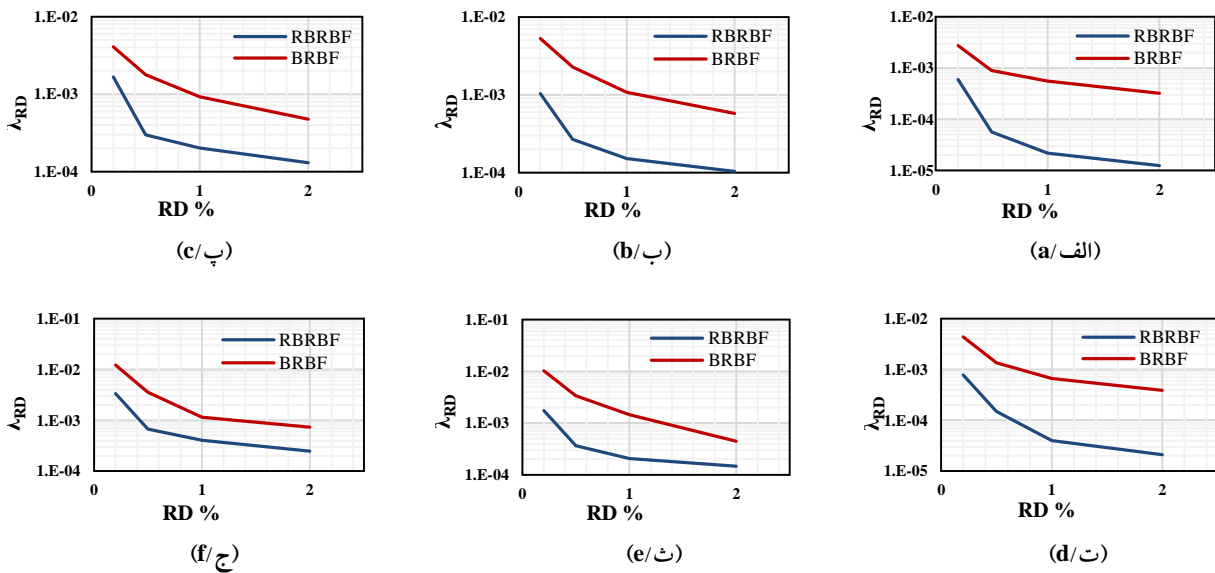 1.E-02
1.E-03
1.E-04
λRD
RBRBF
BRBF
0
1
2
RD %
(c/پ)
1.E-02
1.E-03
1.E-04
λRD
RBRBF
BRBF
0
1
2
RD %
(b/ب)
1.E-02
1.E-03
1.E-04
1.E-05
λRD
RBRBF
BRBF
0
1
2
RD %
(a/الف)
1.E-01
1.E-02
1.E-03
1.E-04
λRD
RBRBF
BRBF
0
1
2
RD %
(f/ج)
1.E-01
1.E-02
1.E-03
1.E-04
λRD
RBRBF
BRBF
0
1
2
RD %
(e/ث)
1.E-02
1.E-03
1.E-04
1.E-05
λRD
RBRBF
BRBF
0
1
2
RD %
(d/ت)